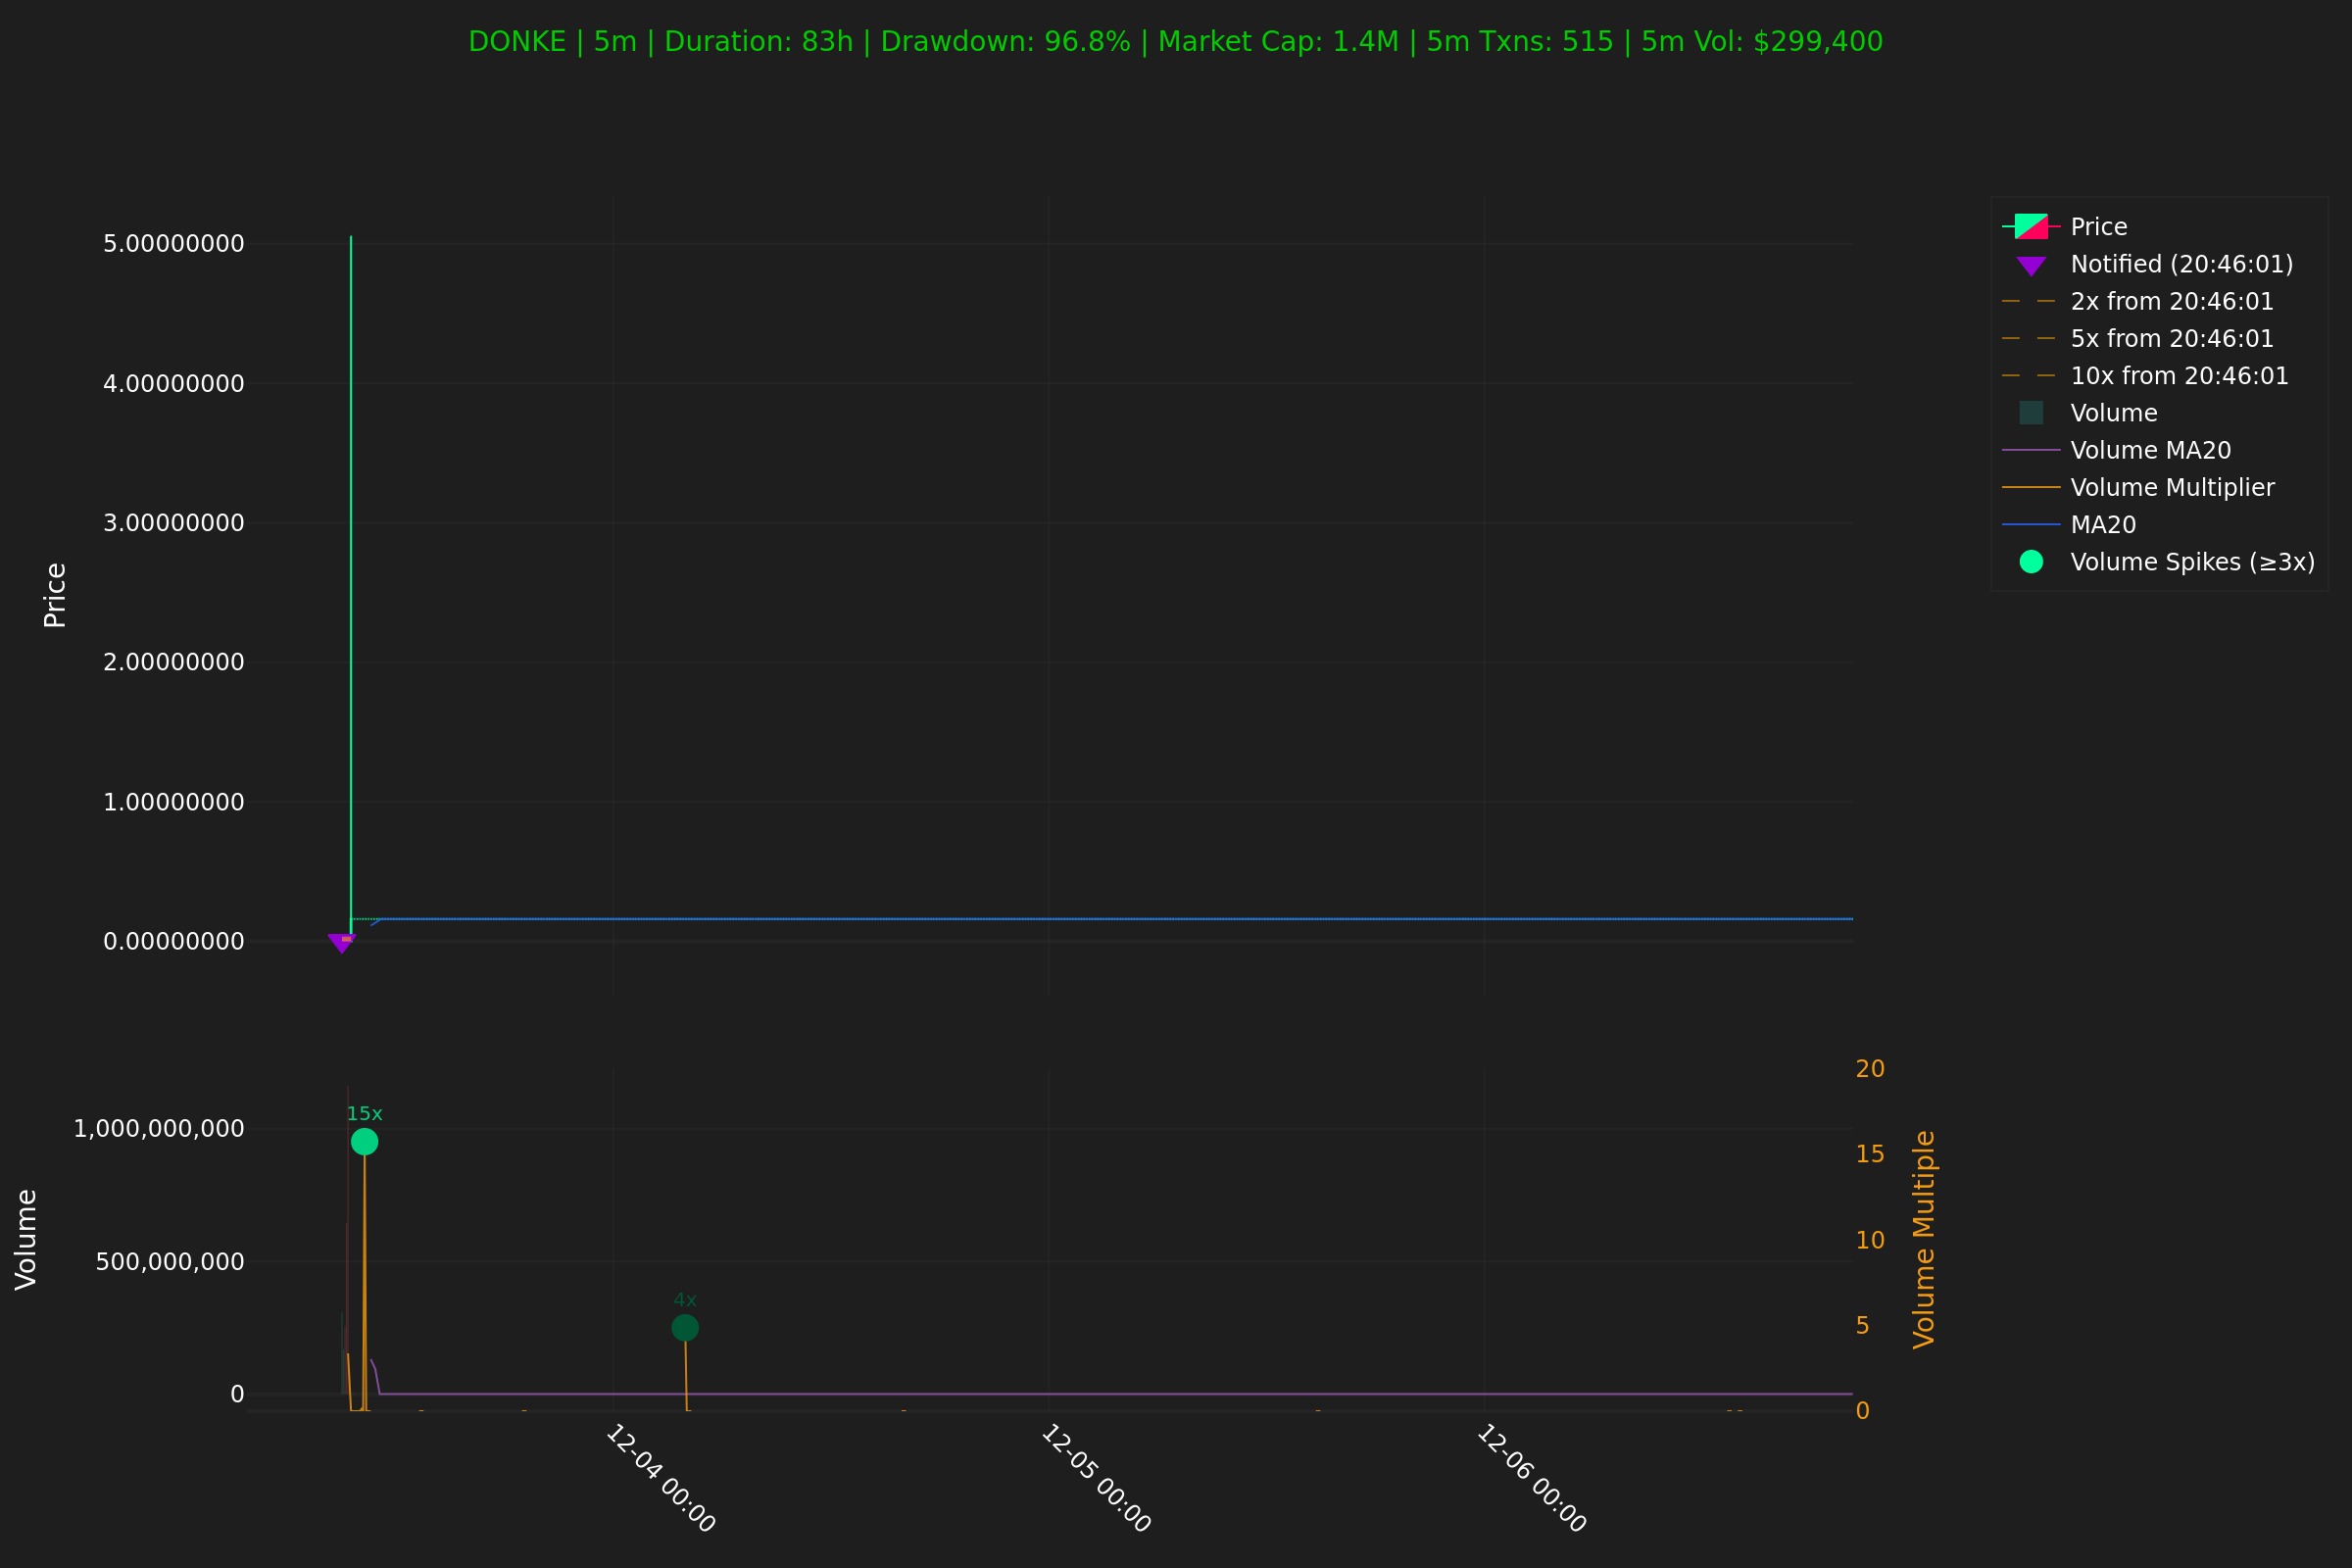 DONKE | 5m | Duration: 83h | Drawdown: 96.8% | Market Cap: 1.4M | 5m Txns: 515 | 5m Vol: $299,400
Price
5.00000000
4.00000000
3.00000000
2.00000000
1.00000000
0.00000000
Price
Notified (20:46:01)
2x from 20:46:01
5x from 20:46:01
10x from 20:46:01
Volume
Volume MA20
Volume Multiplier
MA20
Volume Spikes (≥3x)
Volume
1,000,000,000
500,000,000
0
15x
4x
20
15
10
5
0
Volume Multiple
12-04 00:00
12-05 00:00
12-06 00:00